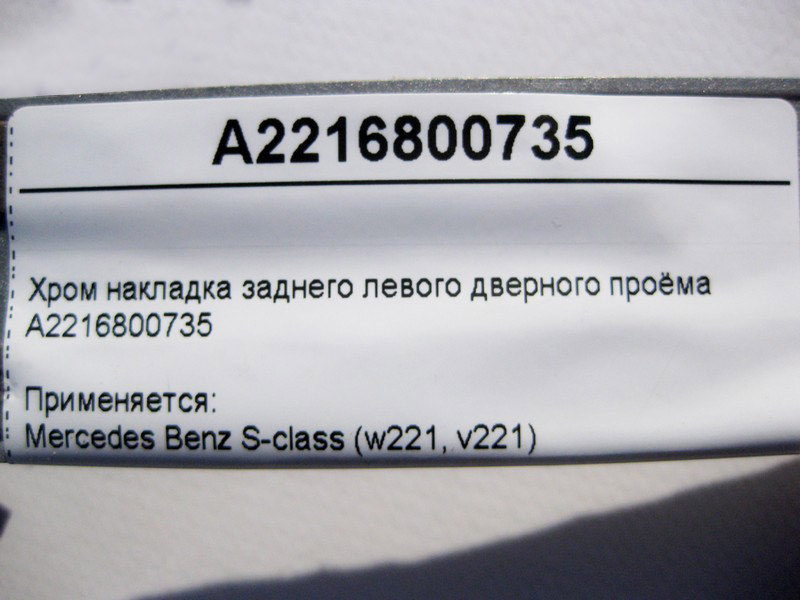 A2216800735
Хром накладка заднего левого дверного проёма
A2216800735
Применяется:
Mercedes Benz S-class (w221, v221)